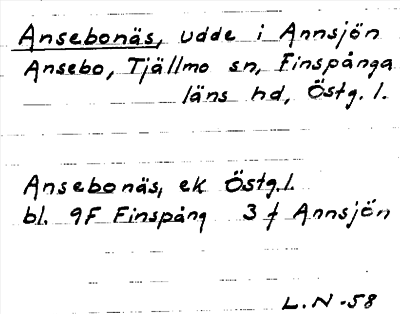 Ansebonäs, udde i Annsjön
Ansebo, Tjällmo sn, Finspånga
läns hd, Östg. l.
Ansebonäs, ek Östg. l.
bl. 9F Finspång 3 f Annsjön
L. N -58